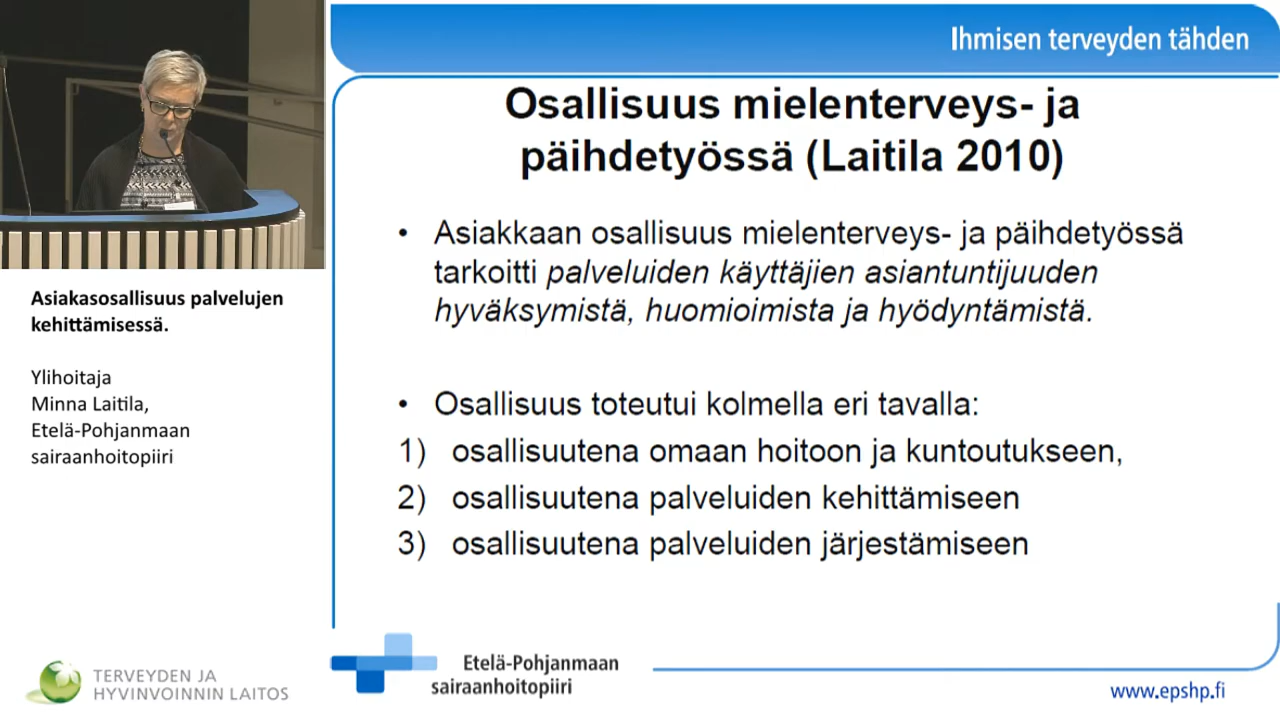 Ihmisen terveyden tähden
Osallisuus mielenterveys- ja
päihdetyössä (Laitila 2010)
• Asiakkaan osallisuus mielenterveys- ja päihdetyössä
tarkoitti palveluiden käyttäjien asiantuntijuuden
hyväksymistä, huomioimista ja hyödyntämistä.
• Osallisuus toteutui kolmella eri tavalla:
1) osallisuutena omaan hoitoon ja kuntoutukseen,
2) osallisuutena palveluiden kehittämiseen
3) osallisuutena palveluiden järjestämiseen
Asiakasosallisuus palvelujen
kehittämisessä.
Ylihoitaja
Minna Laitila,
Etelä-Pohjanmaan
sairaanhoitopiiri
TERVEYDEN JA
HYVINVOINNIN LAITOS
Etelä-Pohjanmaan
sairaanhoitopiiri
www.epshp.fi